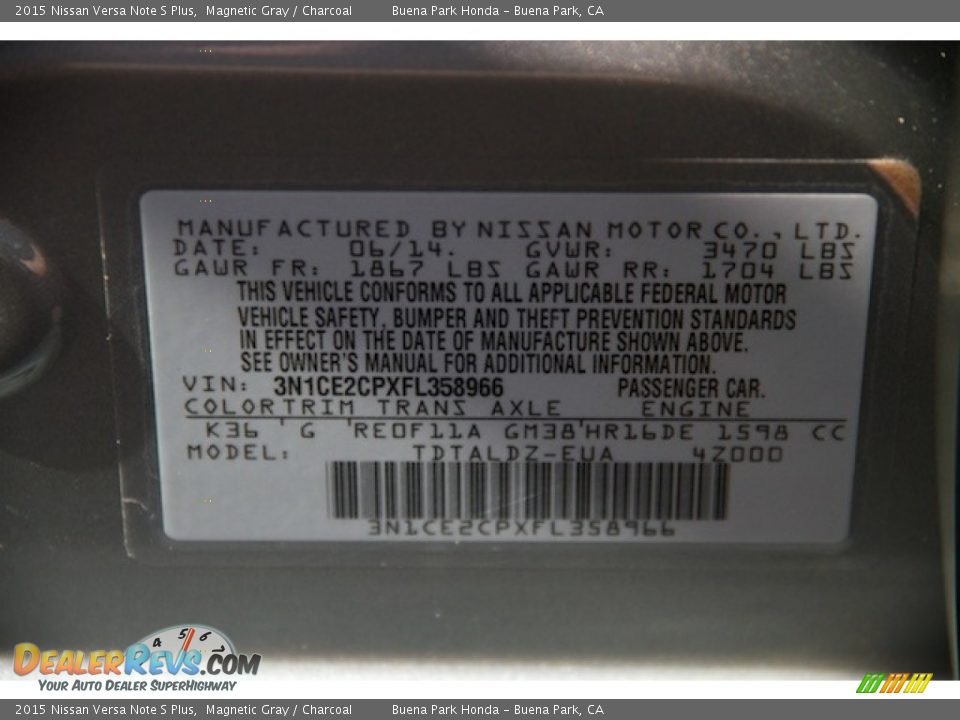 2015 Nissan Versa Note S Plus, Magnetic Gray / Charcoal Buena Park Honda - Buena Park, CA
MANUFACTURED BY NISSAN MOTOR CO., LTD.
DATE: 06/14. GVWR: 3470 LBS
GAWR FR: 1867 LBS GAWR RR: 1704 LBS
THIS VEHICLE CONFORMS TO ALL APPLICABLE FEDERAL MOTOR
VEHICLE SAFETY, BUMPER AND THEFT PREVENTION STANDARDS
IN EFFECT ON THE DATE OF MANUFACTURE SHOWN ABOVE.
SEE OWNER'S MANUAL FOR ADDITIONAL INFORMATION.
VIN: 3N1CE2CPXFL358966 PASSENGER CAR.
COLOR TRIM TRANS AXLE ENGINE
K36 ' G 'RE0F11A GM38'HR16DE 1598 CC
MODEL: TDTALDZ-EUA 4Z000
3N1CE2CPXFL358966
4 5 6
DEALERREVS.COM
YOUR AUTO DEALER SUPERHIGHWAY
2015 Nissan Versa Note S Plus, Magnetic Gray / Charcoal Buena Park Honda - Buena Park, CA